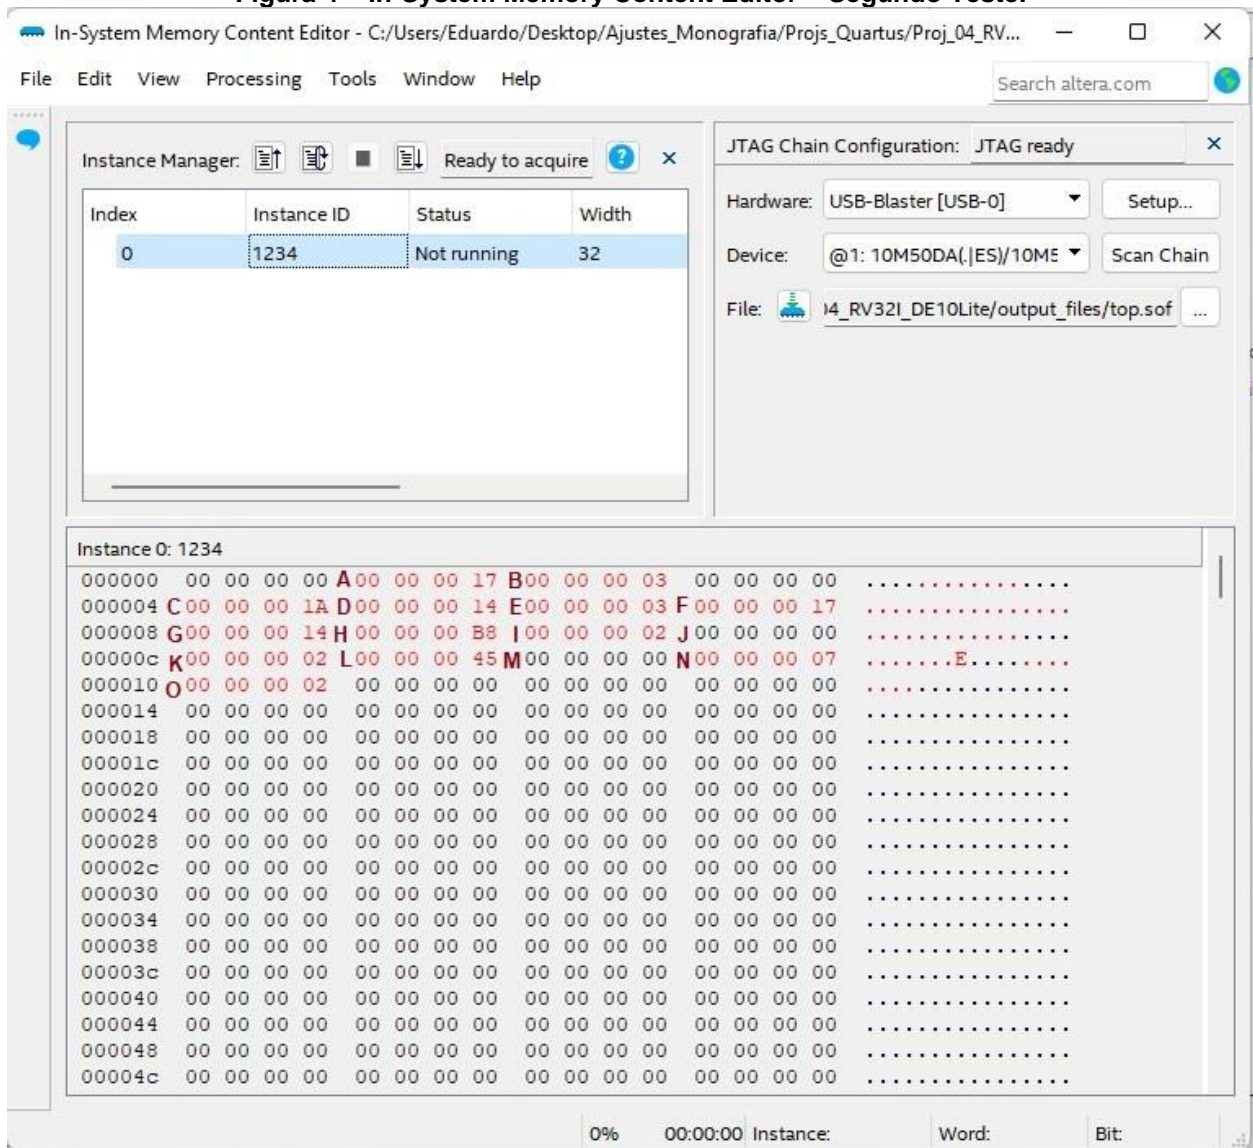 Figura 4 – In-System Memory Content Editor – Segundo Teste.
In-System Memory Content Editor - C:/Users/Eduardo/Desktop/Ajustes_Monografia/Projs_Quartus/Proj_04_RV...
File Edit View Processing Tools Window Help
Search altera.com
Instance Manager: Ready to acquire
Index Instance ID Status Width
0 1234 Not running 32
JTAG Chain Configuration: JTAG ready
Hardware: USB-Blaster [USB-0] Setup...
Device: @1: 10M50DA(.|ES)/10M5 Scan Chain
File: )4_RV32I_DE10Lite/output_files/top.sof ...
Instance 0: 1234
000000 00 00 00 00 A 00 00 00 17 B 00 00 00 03 00 00 00 00 ................
000004 C 00 00 00 1A D 00 00 00 14 E 00 00 00 03 F 00 00 00 17 ................
000008 G 00 00 00 14 H 00 00 00 B8 I 00 00 00 02 J 00 00 00 00 ................
00000c K 00 00 00 02 L 00 00 00 45 M 00 00 00 00 N 00 00 00 07 .......E........
000010 O 00 00 00 02 00 00 00 00 00 00 00 00 00 00 00 00 ................
000014 00 00 00 00 00 00 00 00 00 00 00 00 00 00 00 00 ................
000018 00 00 00 00 00 00 00 00 00 00 00 00 00 00 00 00 ................
00001c 00 00 00 00 00 00 00 00 00 00 00 00 00 00 00 00 ................
000020 00 00 00 00 00 00 00 00 00 00 00 00 00 00 00 00 ................
000024 00 00 00 00 00 00 00 00 00 00 00 00 00 00 00 00 ................
000028 00 00 00 00 00 00 00 00 00 00 00 00 00 00 00 00 ................
00002c 00 00 00 00 00 00 00 00 00 00 00 00 00 00 00 00 ................
000030 00 00 00 00 00 00 00 00 00 00 00 00 00 00 00 00 ................
000034 00 00 00 00 00 00 00 00 00 00 00 00 00 00 00 00 ................
000038 00 00 00 00 00 00 00 00 00 00 00 00 00 00 00 00 ................
00003c 00 00 00 00 00 00 00 00 00 00 00 00 00 00 00 00 ................
000040 00 00 00 00 00 00 00 00 00 00 00 00 00 00 00 00 ................
000044 00 00 00 00 00 00 00 00 00 00 00 00 00 00 00 00 ................
000048 00 00 00 00 00 00 00 00 00 00 00 00 00 00 00 00 ................
00004c 00 00 00 00 00 00 00 00 00 00 00 00 00 00 00 00 ................
0% 00:00:00 Instance: Word: Bit: